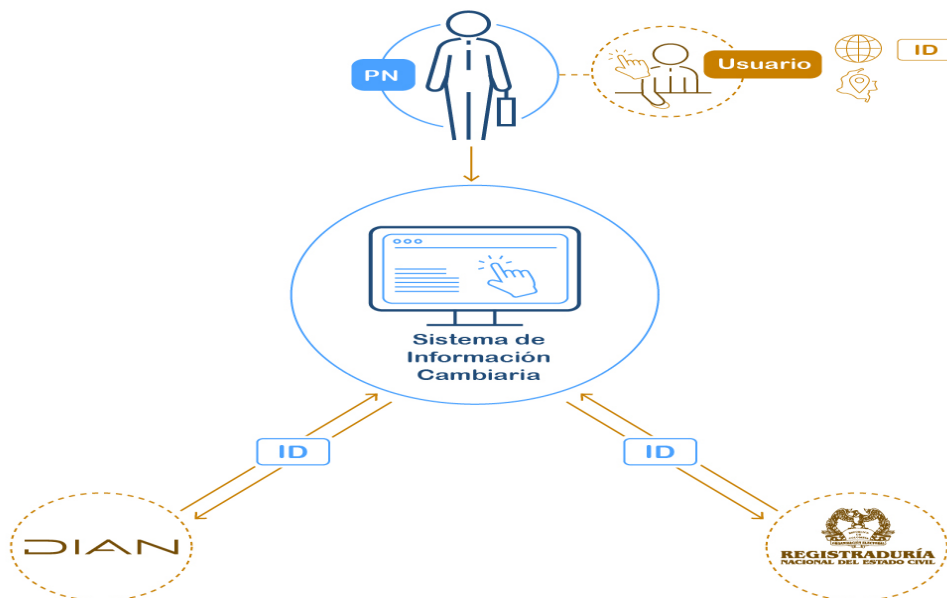 PN
Usuario
ID
Sistema de
Información
Cambiaria
ID
ID
DIAN
REGISTRADURÍA
NACIONAL DEL ESTADO CIVIL